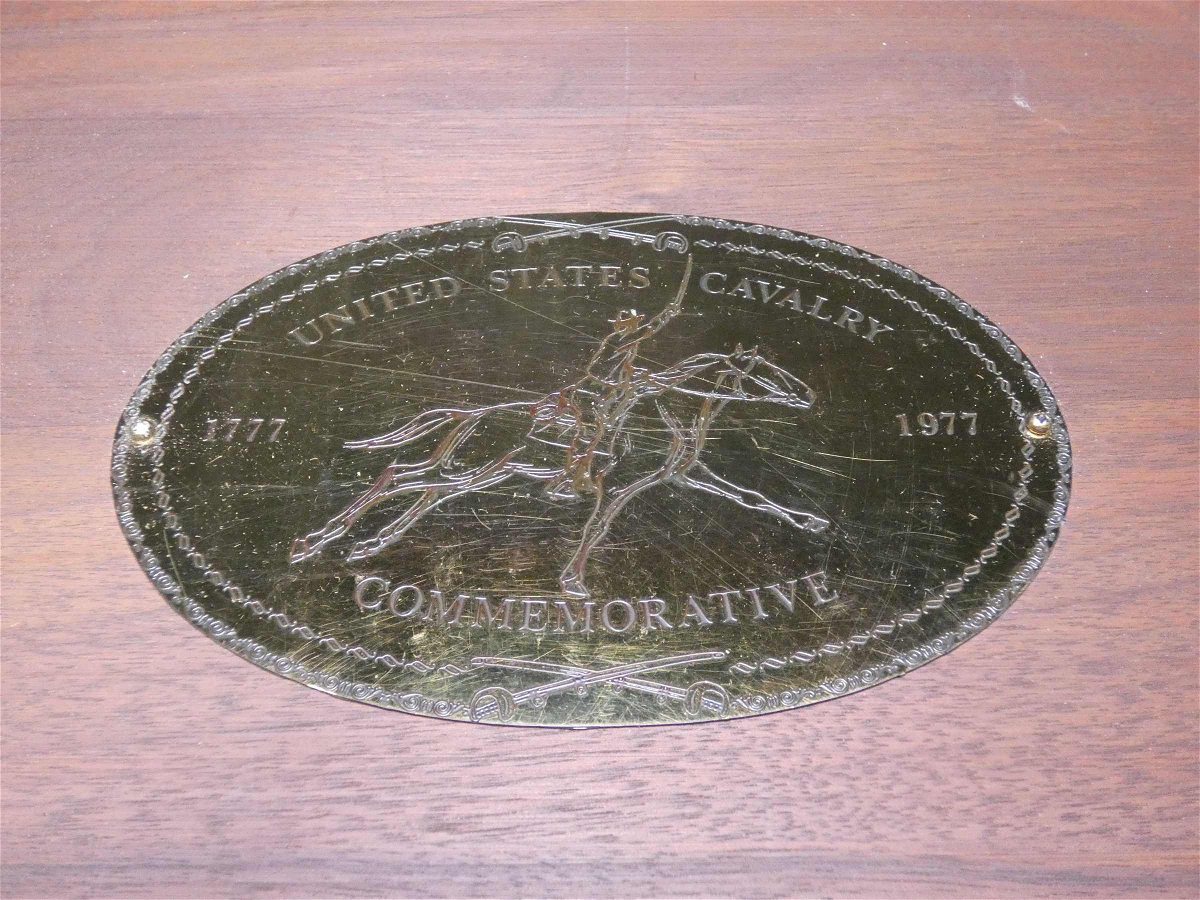 UNITED STATES CAVALRY
1777 1977
COMMEMORATIVE